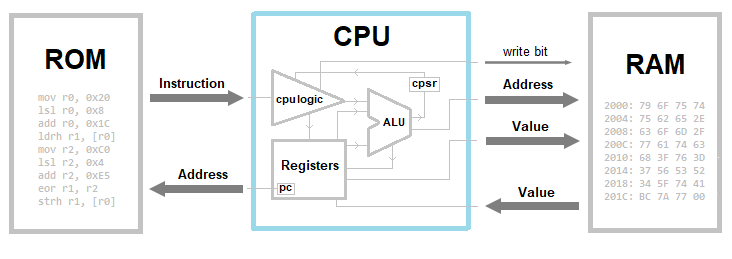 ROM
mov r0, 0x20
lsl r0, 0x8
add r0, 0x1C
ldrh r1, [r0]
mov r2, 0xC0
lsl r2, 0x4
add r2, 0xE5
eor r1, r2
strh r1, [r0]
Instruction
Address
CPU
cpu logic
cpsr
ALU
Registers
pc
write bit
Address
Value
Value
RAM
2000: 79 6F 75 74
2004: 75 62 65 2E
2008: 63 6F 6D 2F
200C: 77 61 74 63
2010: 68 3F 76 3D
2014: 37 56 53 52
2018: 34 5F 74 41
201C: BC 7A 77 00